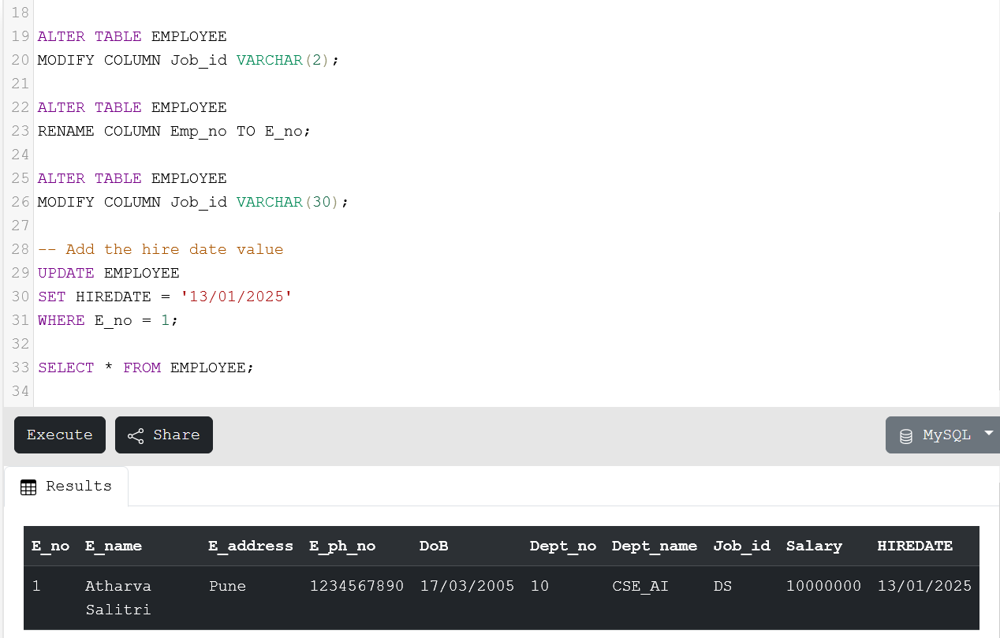 18
19 ALTER TABLE EMPLOYEE
20 MODIFY COLUMN Job_id VARCHAR(2);
21
22 ALTER TABLE EMPLOYEE
23 RENAME COLUMN Emp_no TO E_no;
24
25 ALTER TABLE EMPLOYEE
26 MODIFY COLUMN Job_id VARCHAR(30);
27
28 -- Add the hire date value
29 UPDATE EMPLOYEE
30 SET HIREDATE = '13/01/2025'
31 WHERE E_no = 1;
32
33 SELECT * FROM EMPLOYEE;
34
Execute Share MySQL
Results
E_no E_name E_address E_ph_no DoB Dept_no Dept_name Job_id Salary HIREDATE
1 Atharva Pune 1234567890 17/03/2005 10 CSE_AI DS 10000000 13/01/2025
Salitri